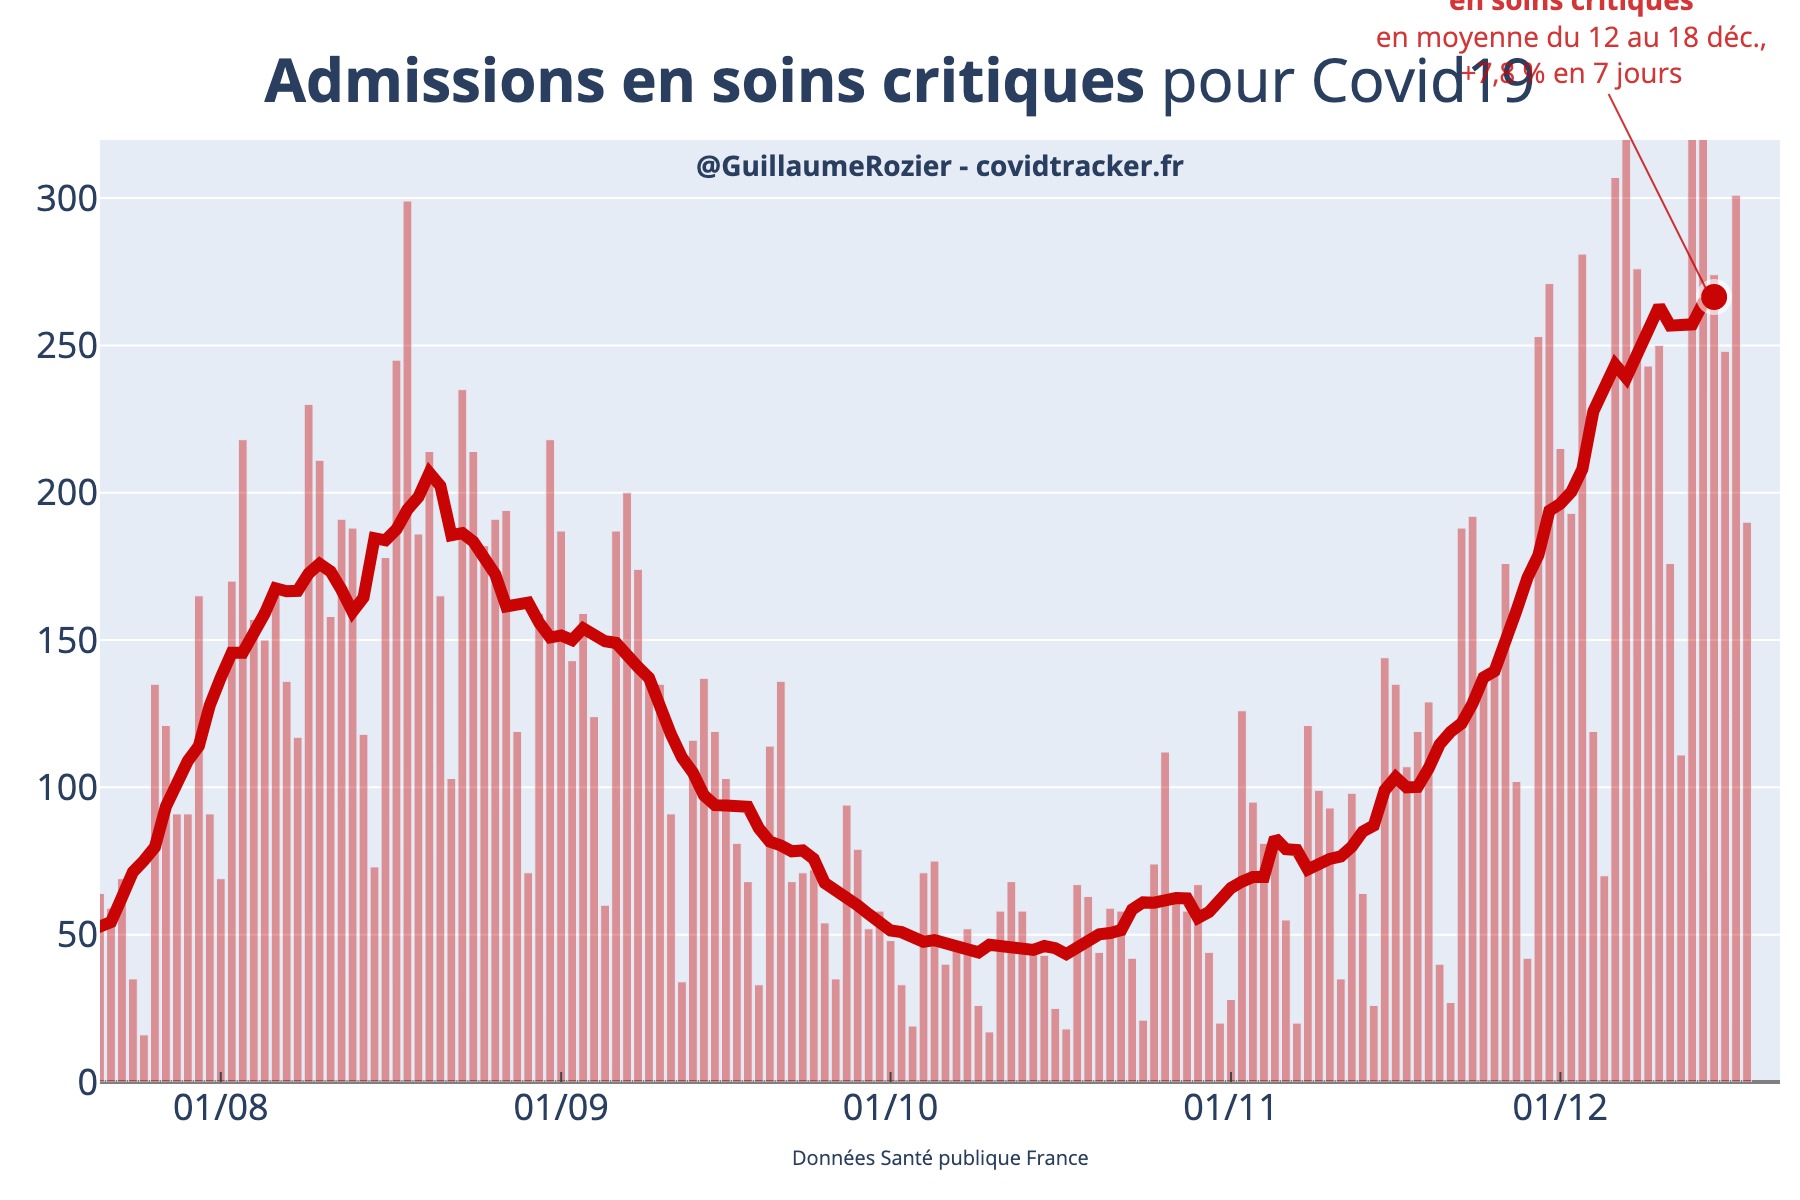 en soins critiques
en moyenne du 12 au 18 déc.,
+7,8 % en 7 jours
Admissions en soins critiques pour Covid19
@GuillaumeRozier - covidtracker.fr
300
250
200
150
100
50
0
01/08 01/09 01/10 01/11 01/12
Données Santé publique France